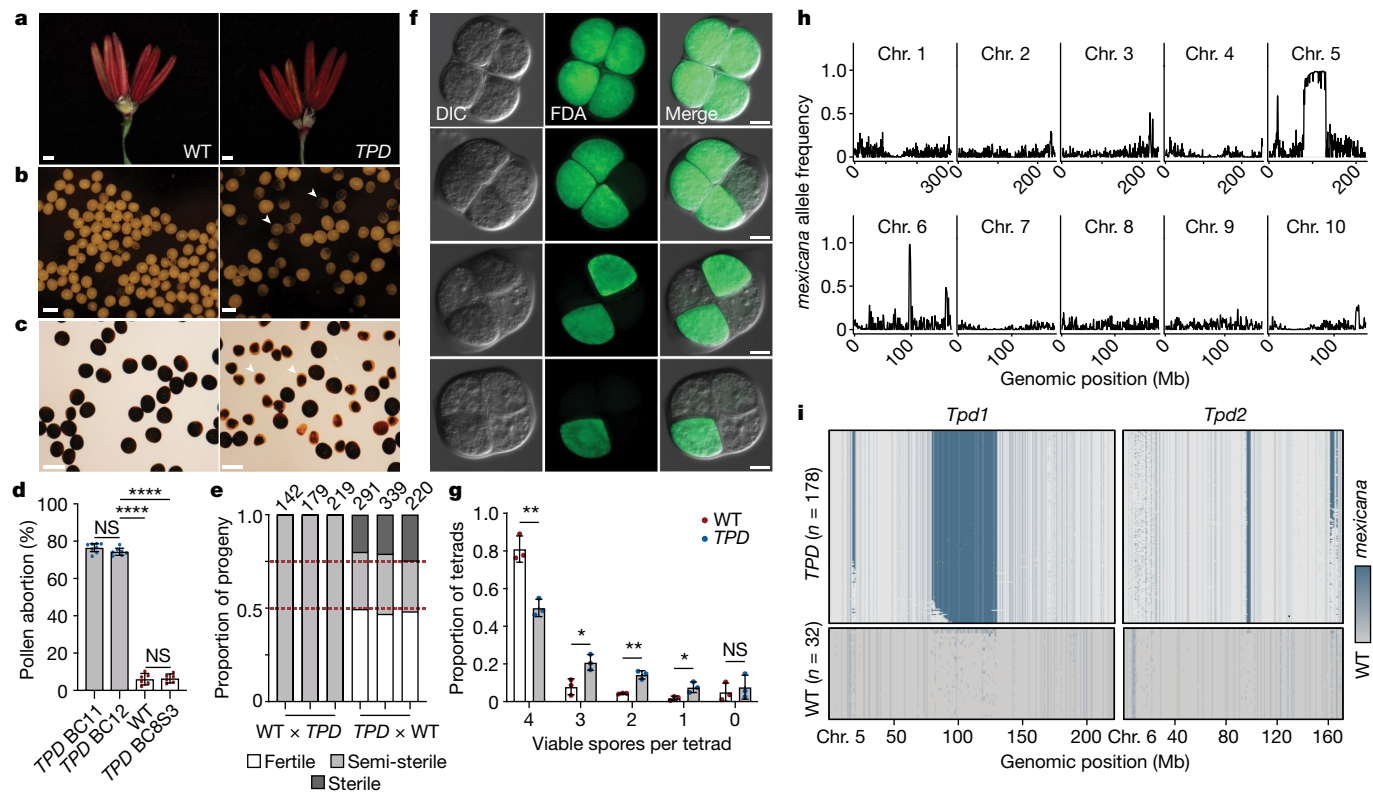 a
WT
TPD
b
c
d
Pollen abortion (%)
100
80
60
40
20
0
NS
****
****
NS
TPD BC11
TPD BC12
WT
TPD BC8S3
e
Proportion of progeny
142
179
219
291
339
220
1.0
0.5
0
WT × TPD
TPD × WT
Fertile
Semi-sterile
Sterile
f
DIC
FDA
Merge
g
Proportion of tetrads
1.0
0.8
0.6
0.4
0.2
0
**
*
**
*
NS
WT
TPD
4 3 2 1 0
Viable spores per tetrad
h
mexicana allele frequency
Chr. 1
Chr. 2
Chr. 3
Chr. 4
Chr. 5
1.0
0.5
0
0 300
0 200
0 200
0 200
0 200
Chr. 6
Chr. 7
Chr. 8
Chr. 9
Chr. 10
1.0
0.5
0
0 100
0 100
0 100
0 100
0 100
Genomic position (Mb)
i
Tpd1
Tpd2
TPD (n = 178)
WT (n = 32)
mexicana
WT
Chr. 5 50 100 150 200
Chr. 6 40 80 120 160
Genomic position (Mb)